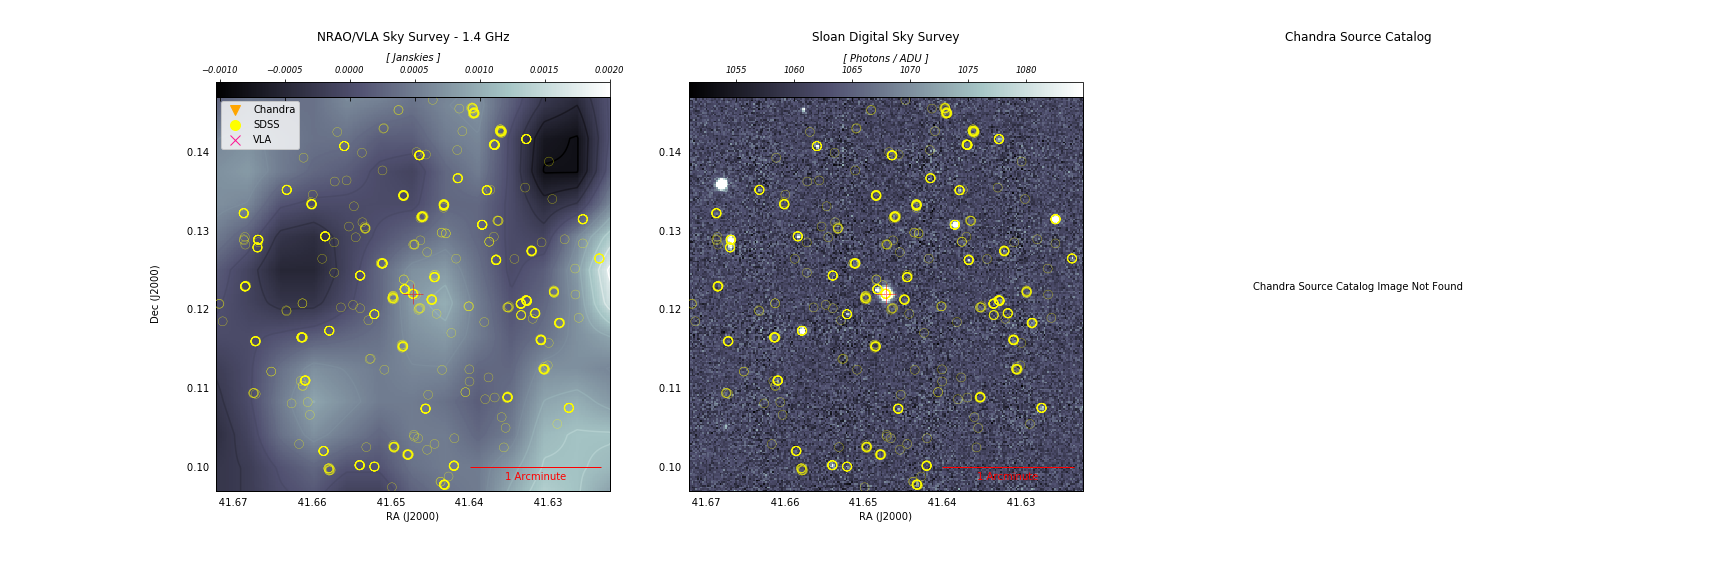 NRAO/VLA Sky Survey - 1.4 GHz
[ Janskies ]
−0.0010 −0.0005 0.0000 0.0005 0.0010 0.0015 0.0020
Chandra
SDSS
VLA
0.14
0.13
0.12
0.11
0.10
Dec (J2000)
1 Arcminute
41.67 41.66 41.65 41.64 41.63
RA (J2000)
Sloan Digital Sky Survey
[ Photons / ADU ]
1055 1060 1065 1070 1075 1080
0.14
0.13
0.12
0.11
0.10
1 Arcminute
41.67 41.66 41.65 41.64 41.63
RA (J2000)
Chandra Source Catalog
Chandra Source Catalog Image Not Found